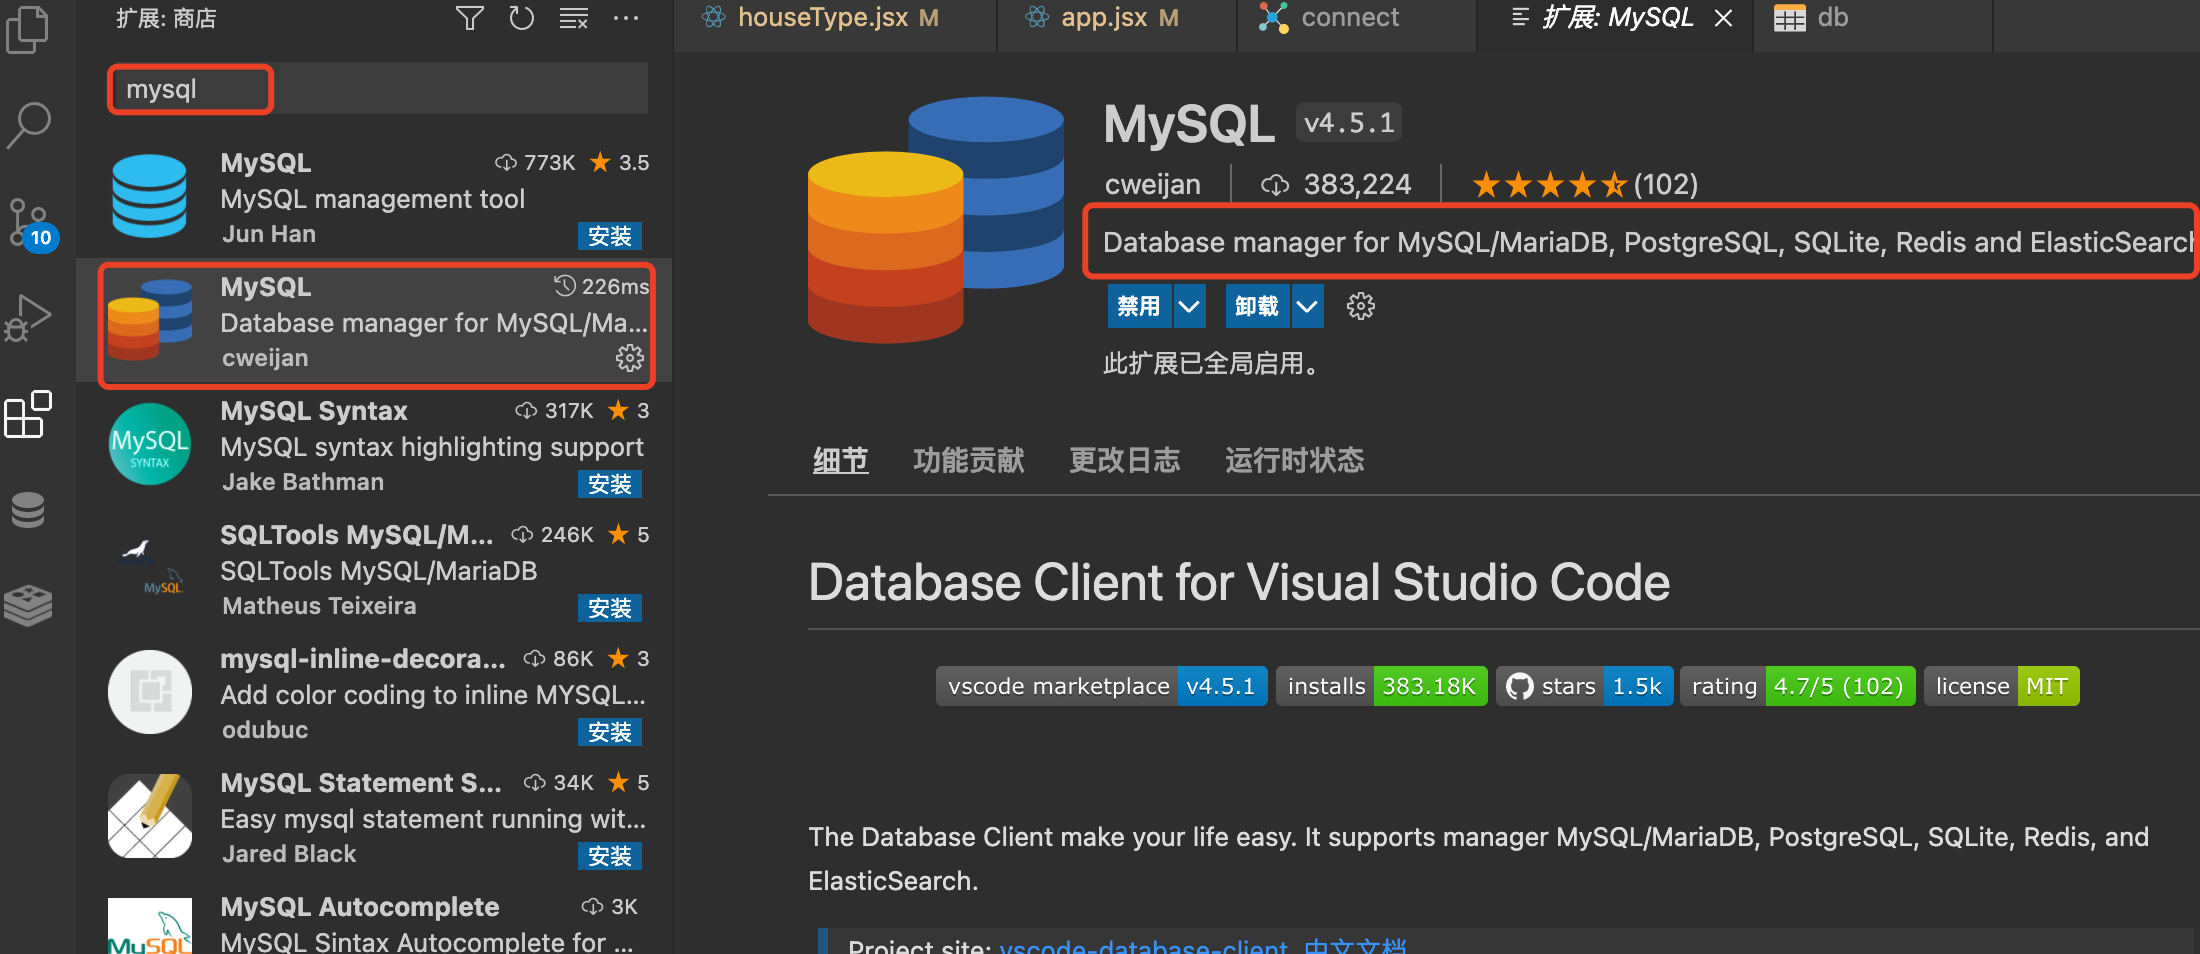 扩展: 商店
mysql
MySQL 773K 3.5
MySQL management tool
Jun Han 安装
MySQL 226ms
Database manager for MySQL/Ma...
cweijan
MySQL Syntax 317K 3
MySQL syntax highlighting support
Jake Bathman 安装
MySQL
SYNTAX
SQLTools MySQL/M... 246K 5
SQLTools MySQL/MariaDB
Matheus Teixeira 安装
MySQL
mysql-inline-decora... 86K 3
Add color coding to inline MYSQL...
odubuc 安装
MySQL Statement S... 34K 5
Easy mysql statement running wit...
Jared Black 安装
MySQL Autocomplete 3K
MySQL Sintax Autocomplete for ...
MySQL
10
houseType.jsx M app.jsx M connect 扩展: MySQL db
MySQL v4.5.1
cweijan 383,224 (102)
Database manager for MySQL/MariaDB, PostgreSQL, SQLite, Redis and ElasticSearch
禁用 卸载
此扩展已全局启用。
细节 功能贡献 更改日志 运行时状态
Database Client for Visual Studio Code
vscode marketplace v4.5.1 installs 383.18K stars 1.5k rating 4.7/5 (102) license MIT
The Database Client make your life easy. It supports manager MySQL/MariaDB, PostgreSQL, SQLite, Redis, and
ElasticSearch.
Project site: vscode-database-client, 中文文档